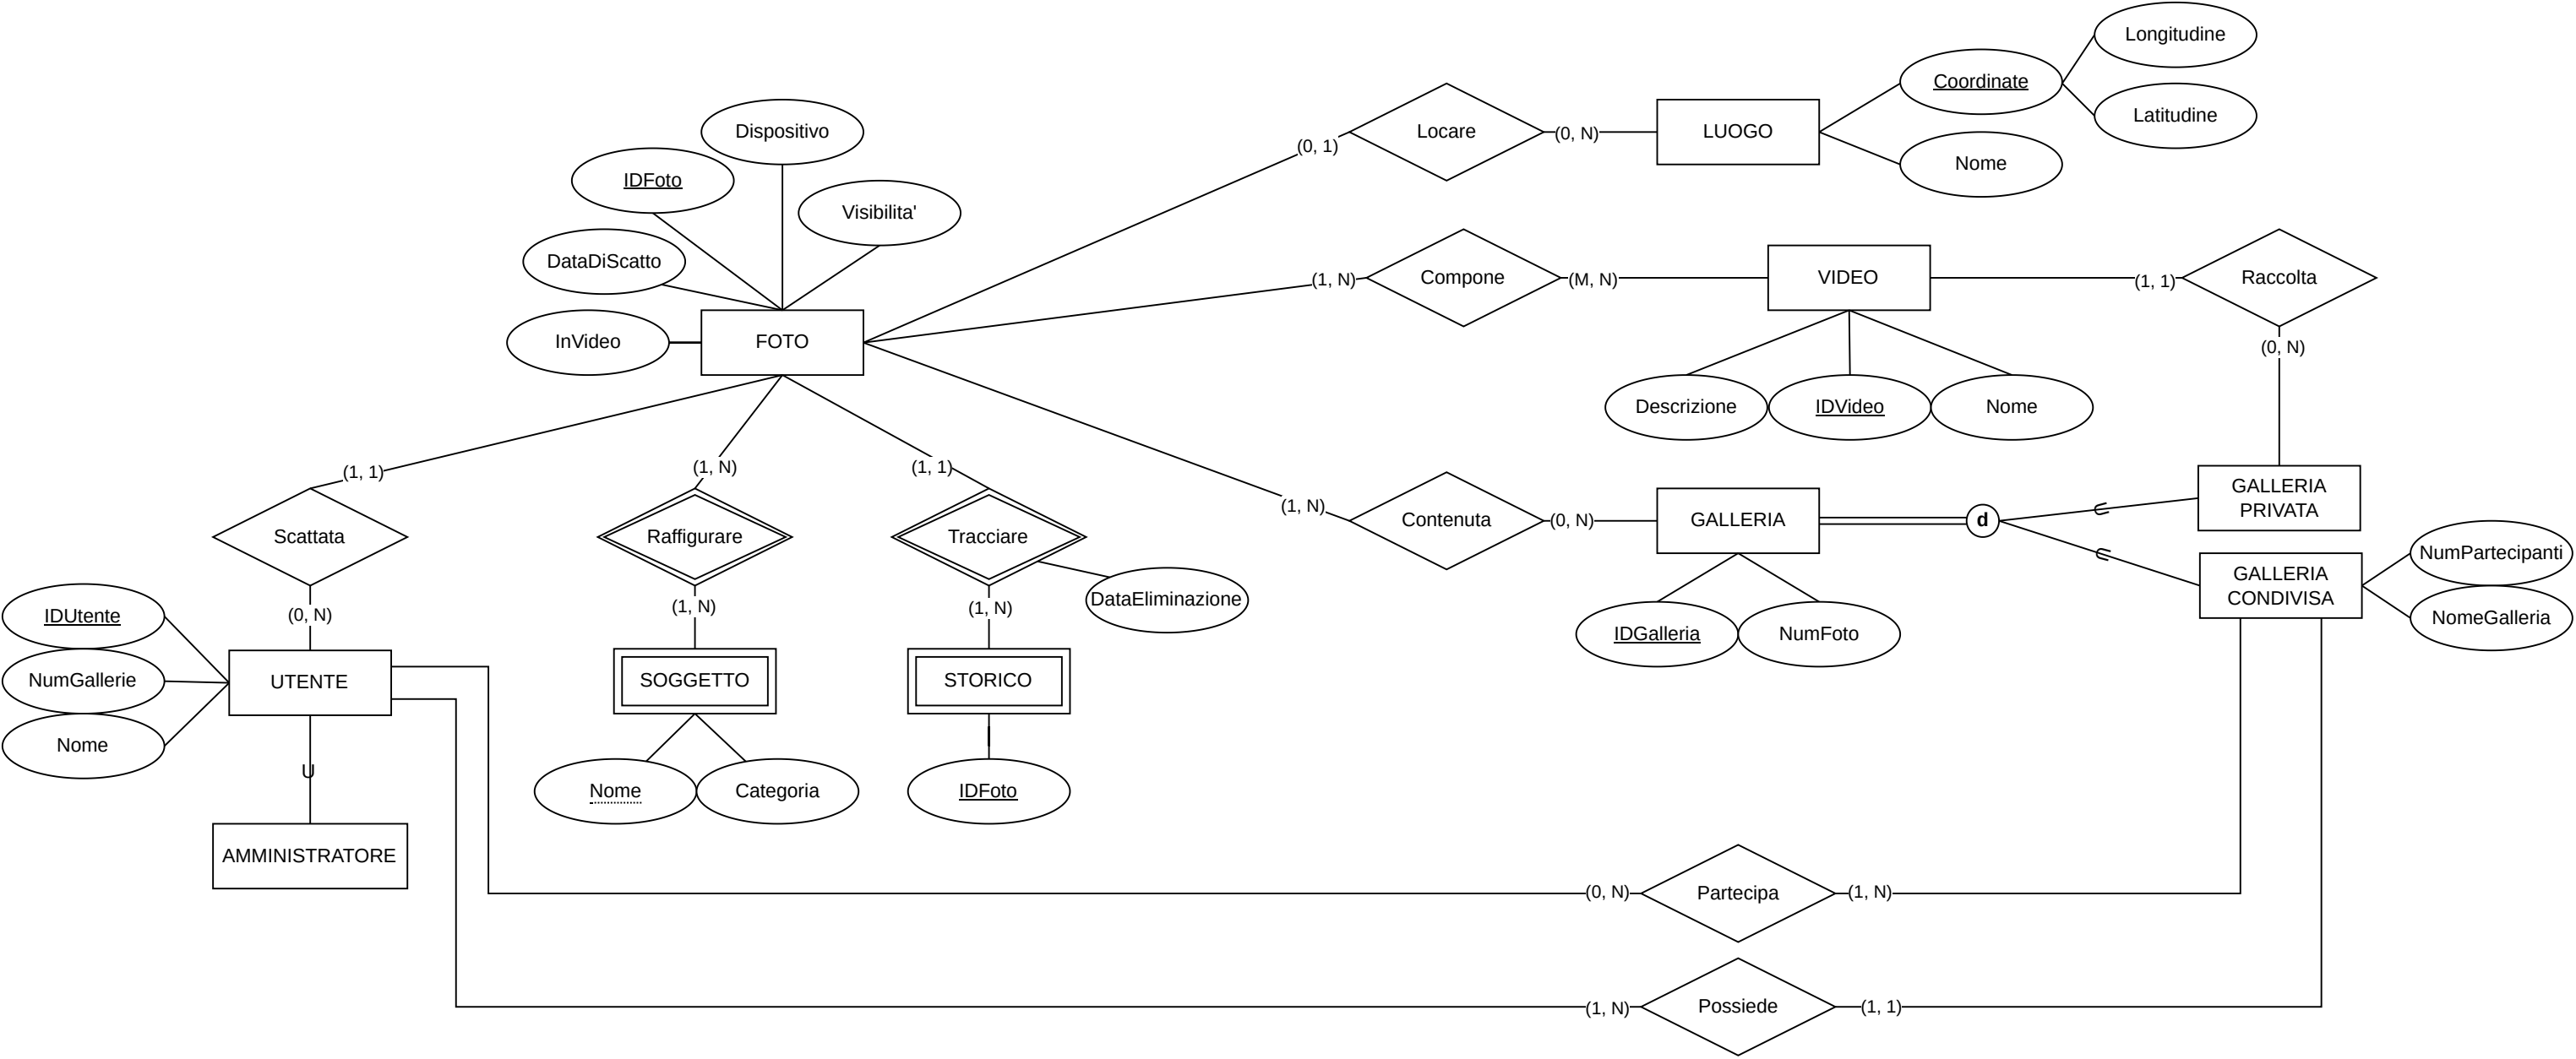 Longitudine
Coordinate
Latitudine
Dispositivo
(0, 1)
Locare
(0, N)
LUOGO
Nome
IDFoto
Visibilita'
DataDiScatto
(1, N)
Compone
(M, N)
VIDEO
(1, 1)
Raccolta
InVideo
FOTO
(0, N)
Descrizione
IDVideo
Nome
(1, 1)
(1, N)
(1, 1)
(1, N)
Contenuta
(0, N)
GALLERIA
d
U
GALLERIA
PRIVATA
Scattata
Raffigurare
Tracciare
U
NumPartecipanti
GALLERIA
CONDIVISA
NomeGalleria
DataEliminazione
(0, N)
(1, N)
(1, N)
IDUtente
IDGalleria
NumFoto
NumGallerie
UTENTE
SOGGETTO
STORICO
Nome
U
Nome
Categoria
IDFoto
AMMINISTRATORE
(0, N)
Partecipa
(1, N)
(1, N)
Possiede
(1, 1)